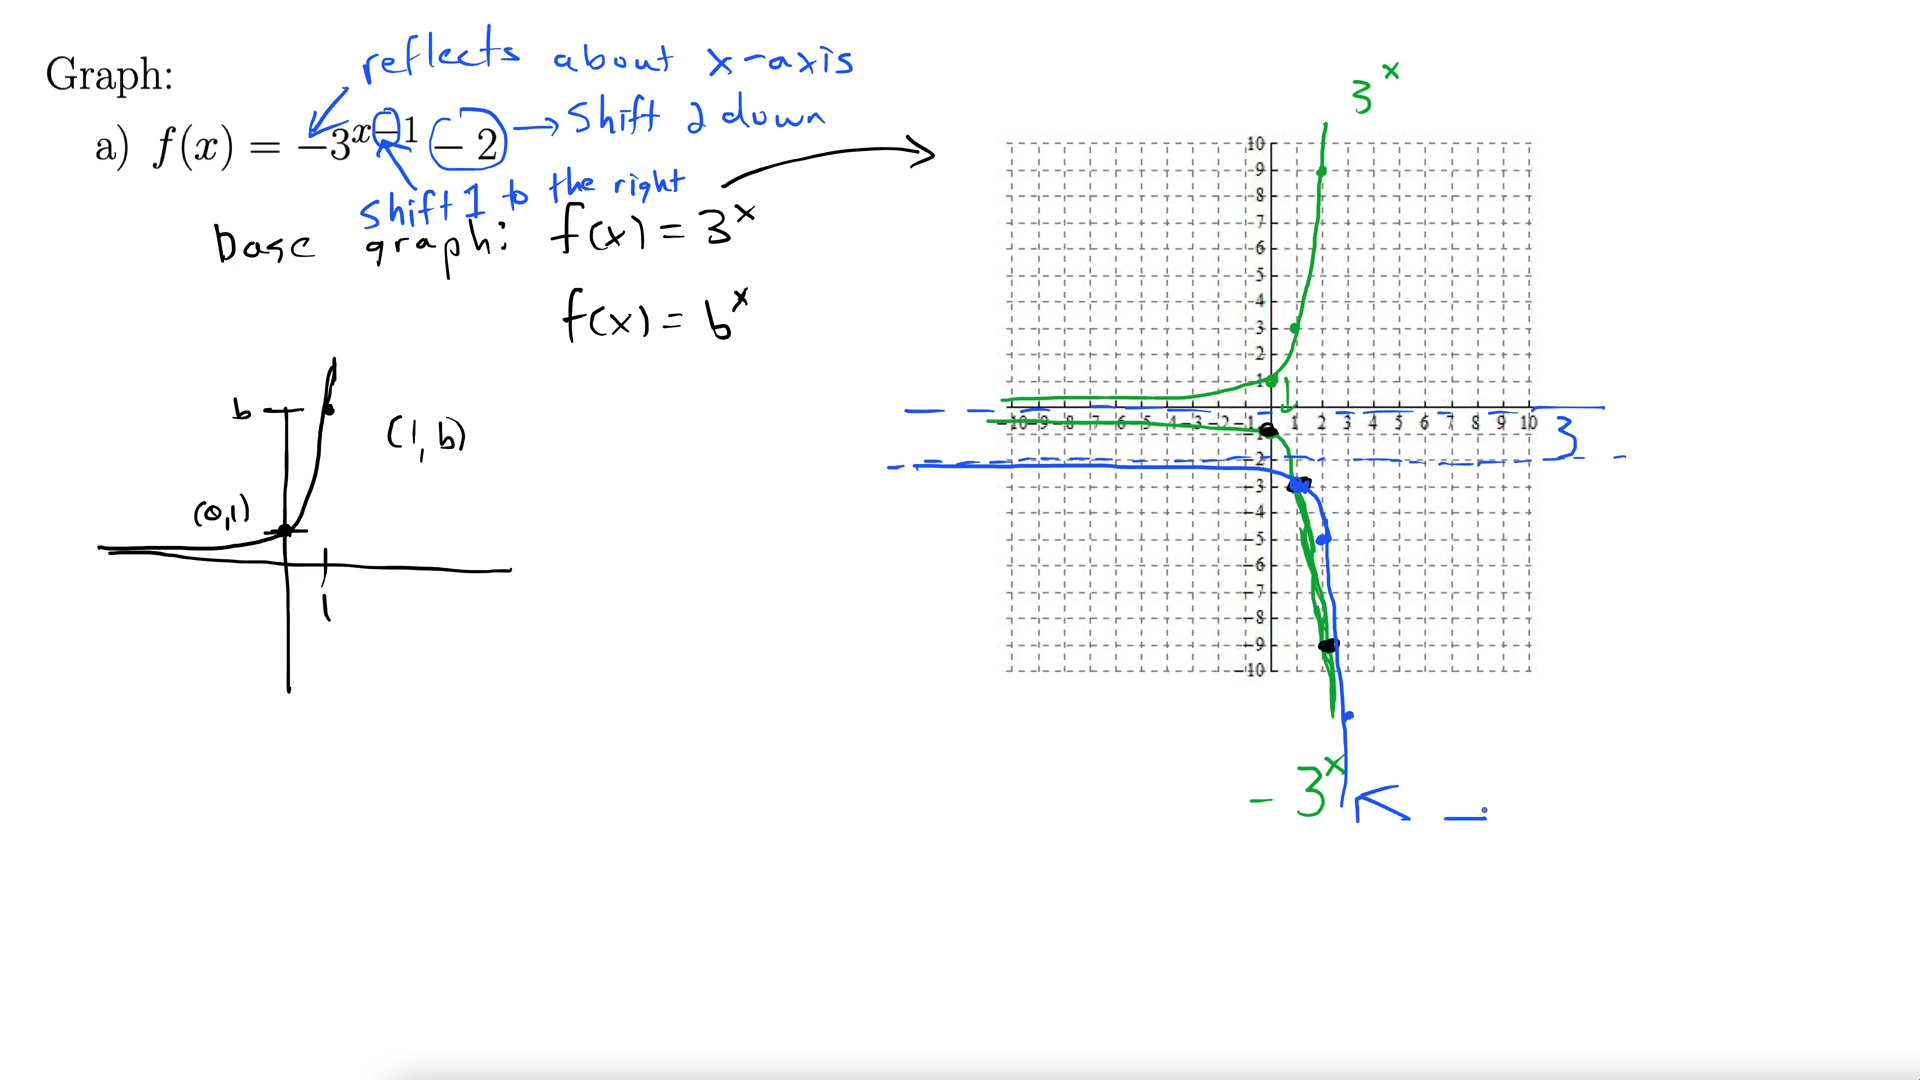 Graph:
reflects about x-axis
a) f(x) = −3^{x−1} − 2 → Shift 2 down
Shift 1 to the right
base graph: f(x) = 3^x
f(x) = b^x
b
(1, b)
(0,1)
1
3^x
10
9
8
7
6
5
4
3
2
1
-10 -9 -8 -7 -6 -5 -4 -3 -2 -1 1 2 3 4 5 6 7 8 9 10
-1
-2
-3
-4
-5
-6
-7
-8
-9
-10
3
- 3^x